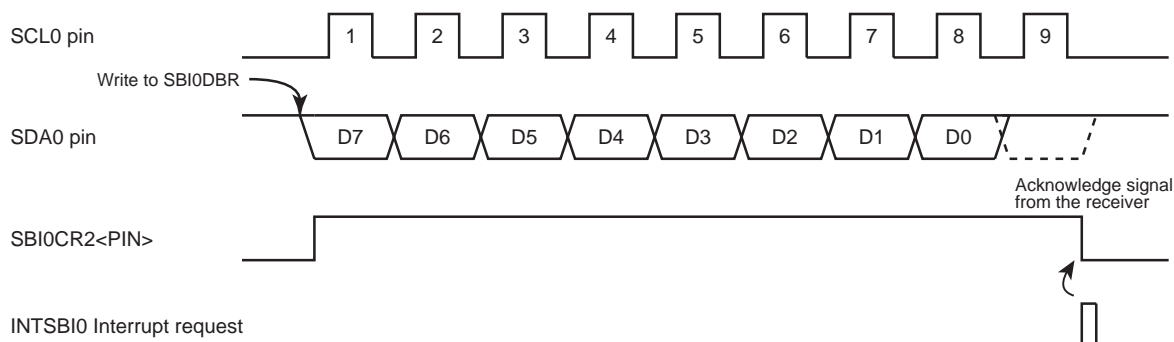 SCL0 pin
1 2 3 4 5 6 7 8 9
Write to SBI0DBR
SDA0 pin
D7 D6 D5 D4 D3 D2 D1 D0
Acknowledge signal
from the receiver
SBI0CR2<PIN>
INTSBI0 Interrupt request